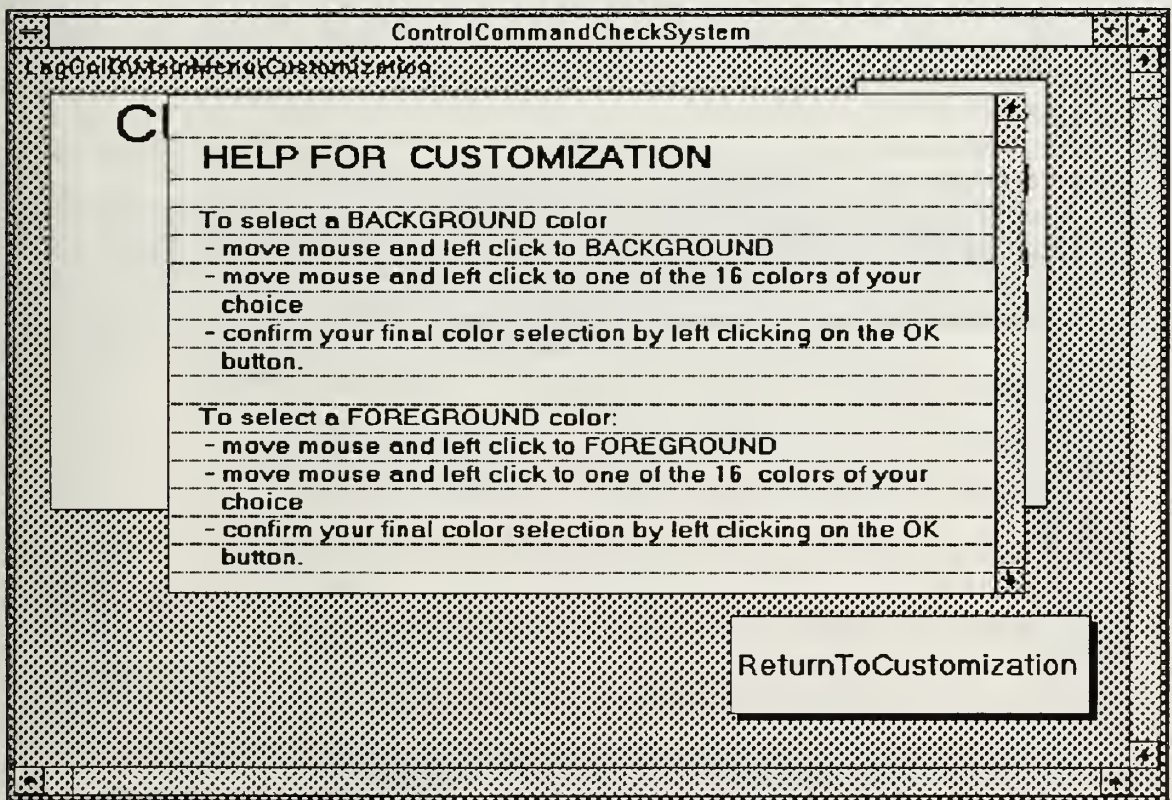 ControlCommandCheckSystem
CU
HELP FOR CUSTOMIZATION
To select a BACKGROUND color
- move mouse and left click to BACKGROUND
- move mouse and left click to one of the 16 colors of your
choice
- confirm your final color selection by left clicking on the OK
button.
To select a FOREGROUND color:
- move mouse and left click to FOREGROUND
- move mouse and left click to one of the 16 colors of your
choice
- confirm your final color selection by left clicking on the OK
button.
ReturnToCustomization